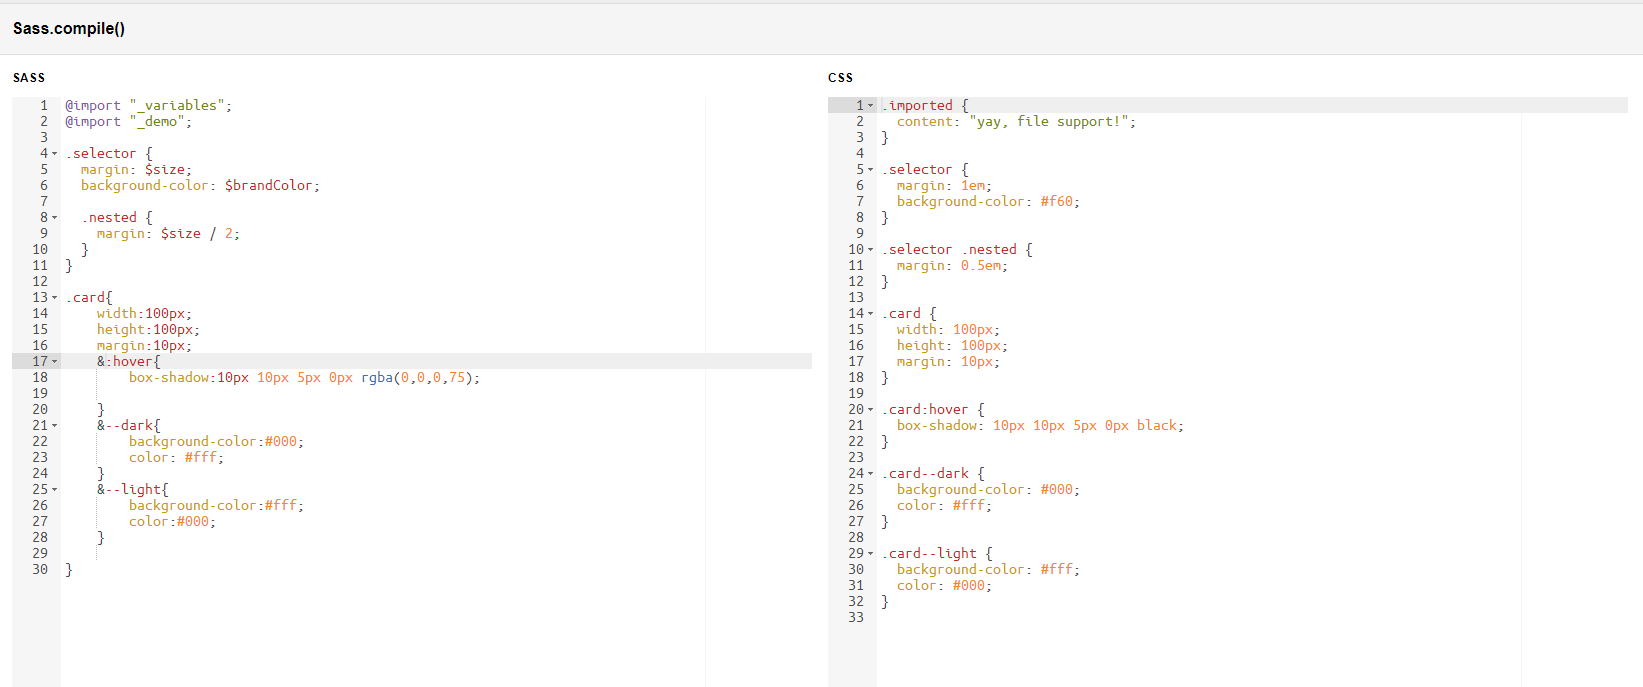 Sass.compile()
SASS
1 @import "_variables";
2 @import "_demo";
3
4 .selector {
5   margin: $size;
6   background-color: $brandColor;
7
8   .nested {
9     margin: $size / 2;
10   }
11 }
12
13 .card{
14     width:100px;
15     height:100px;
16     margin:10px;
17     &:hover{
18         box-shadow:10px 10px 5px 0px rgba(0,0,0,75);
19
20     }
21     &--dark{
22         background-color:#000;
23         color: #fff;
24     }
25     &--light{
26         background-color:#fff;
27         color:#000;
28     }
29
30 }
CSS
1 .imported {
2   content: "yay, file support!";
3 }
4
5 .selector {
6   margin: 1em;
7   background-color: #f60;
8 }
9
10 .selector .nested {
11   margin: 0.5em;
12 }
13
14 .card {
15   width: 100px;
16   height: 100px;
17   margin: 10px;
18 }
19
20 .card:hover {
21   box-shadow: 10px 10px 5px 0px black;
22 }
23
24 .card--dark {
25   background-color: #000;
26   color: #fff;
27 }
28
29 .card--light {
30   background-color: #fff;
31   color: #000;
32 }
33